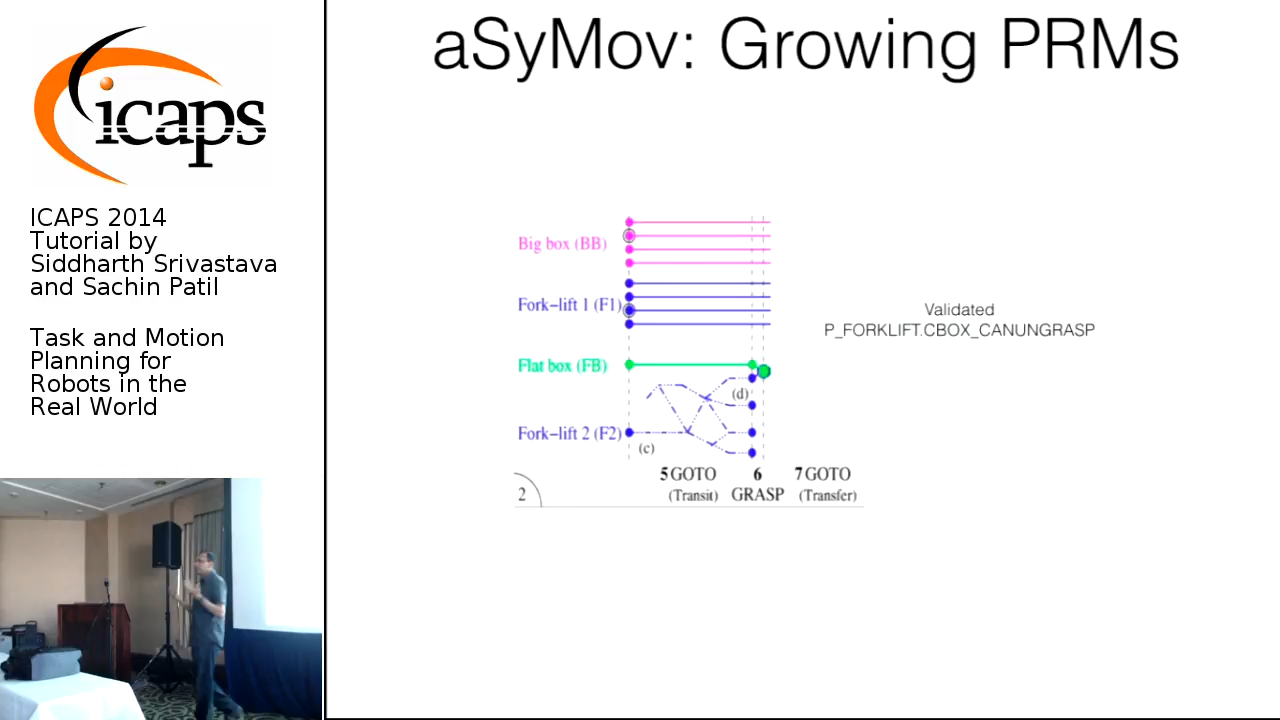 aSyMov: Growing PRMs
icaps
ICAPS 2014
Tutorial by
Siddharth Srivastava
and Sachin Patil
Task and Motion
Planning for
Robots in the
Real World
Big box (BB)
Fork–lift 1 (F1)
Flat box (FB)
(d)
Fork–lift 2 (F2)
(c)
5 GOTO 6 7 GOTO
2 (Transit) GRASP (Transfer)
Validated
P_FORKLIFT.CBOX_CANUNGRASP